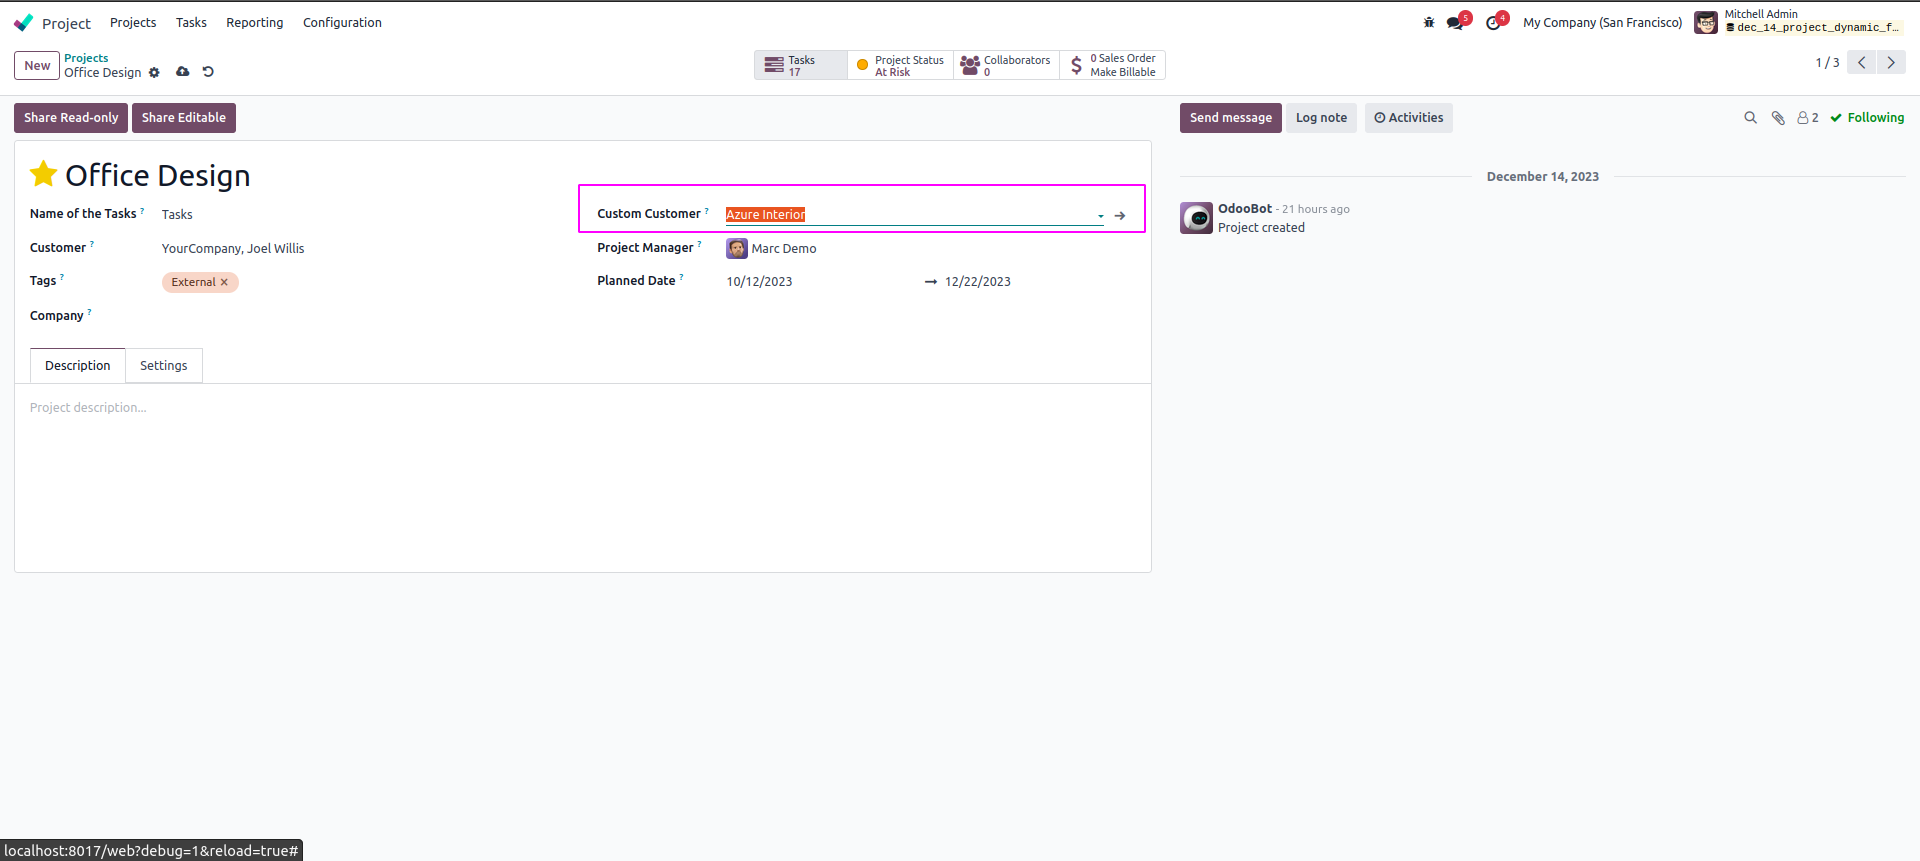 Project Projects Tasks Reporting Configuration 5 4 My Company (San Francisco) Mitchell Admin
dec_14_project_dynamic_f...
New Projects
Office Design
Tasks
17
Project Status
At Risk
Collaborators
0
0 Sales Order
Make Billable
1 / 3
Share Read-only Share Editable
Send message Log note Activities 2 Following
Office Design
Name of the Tasks ? Tasks
Custom Customer ? Azure Interior
Customer ? YourCompany, Joel Willis
Project Manager ? Marc Demo
Tags ? External ×
Planned Date ? 10/12/2023 → 12/22/2023
Company ?
Description Settings
Project description...
December 14, 2023
OdooBot - 21 hours ago
Project created
localhost:8017/web?debug=1&reload=true#